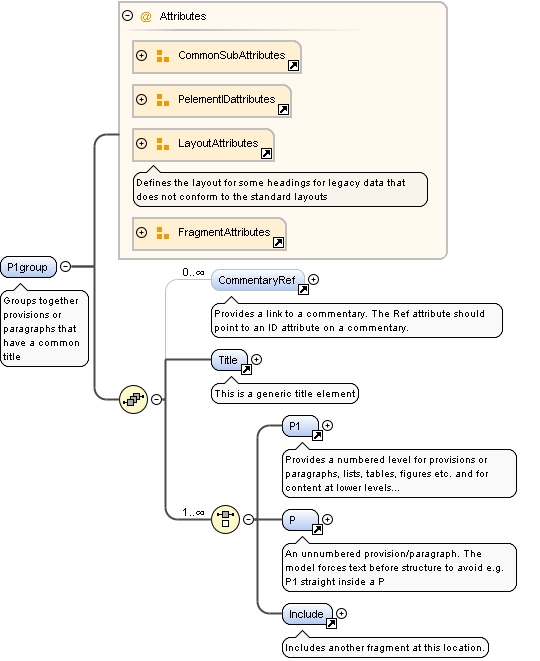 @ Attributes
CommonSubAttributes
PelementIDattributes
LayoutAttributes
Defines the layout for some headings for legacy data that
does not conform to the standard layouts
FragmentAttributes
P1group
Groups together
provisions or
paragraphs that
have a common
title
0..∞
CommentaryRef
Provides a link to a commentary. The Ref attribute should
point to an ID attribute on a commentary.
Title
This is a generic title element
1..∞
P1
Provides a numbered level for provisions or
paragraphs, lists, tables, figures etc. and for
content at lower levels...
P
An unnumbered provision/paragraph. The
model forces text before structure to avoid e.g.
P1 straight inside a P
Include
Includes another fragment at this location.